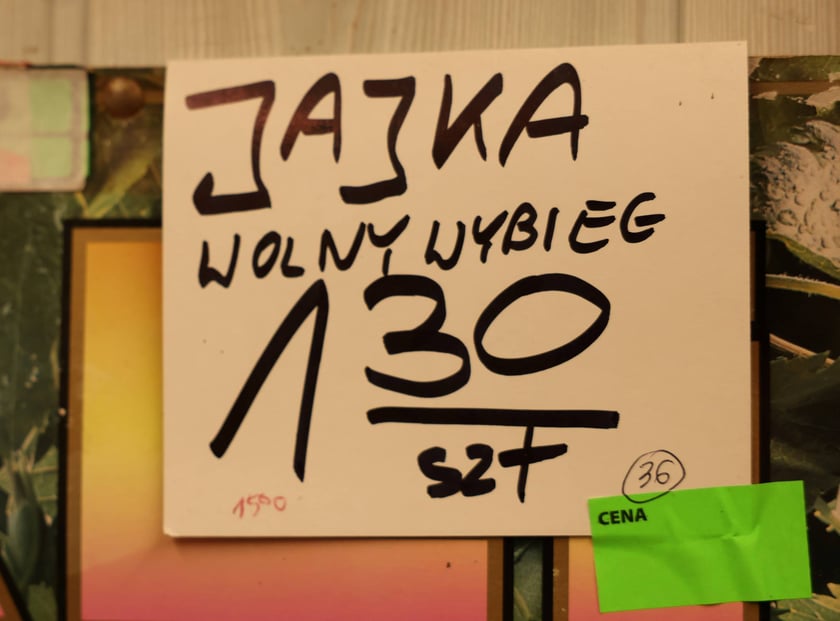 JAJKA
WOLNY WYBIEG
1 30
SZT
36
1590
CENA